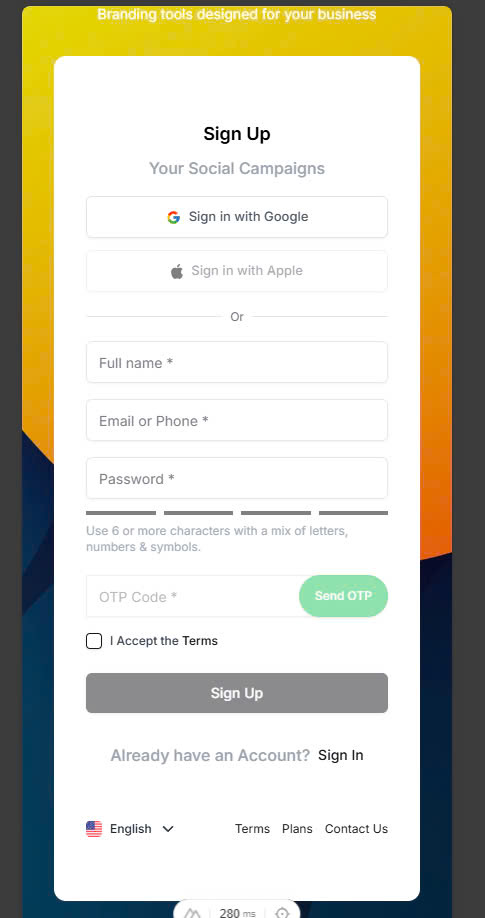 Branding tools designed for your business
Sign Up
Your Social Campaigns
Sign in with Google
Sign in with Apple
Or
Full name *
Email or Phone *
Password *
Use 6 or more characters with a mix of letters,
numbers & symbols.
OTP Code *
Send OTP
I Accept the Terms
Sign Up
Already have an Account? Sign In
English
Terms Plans Contact Us
280 ms